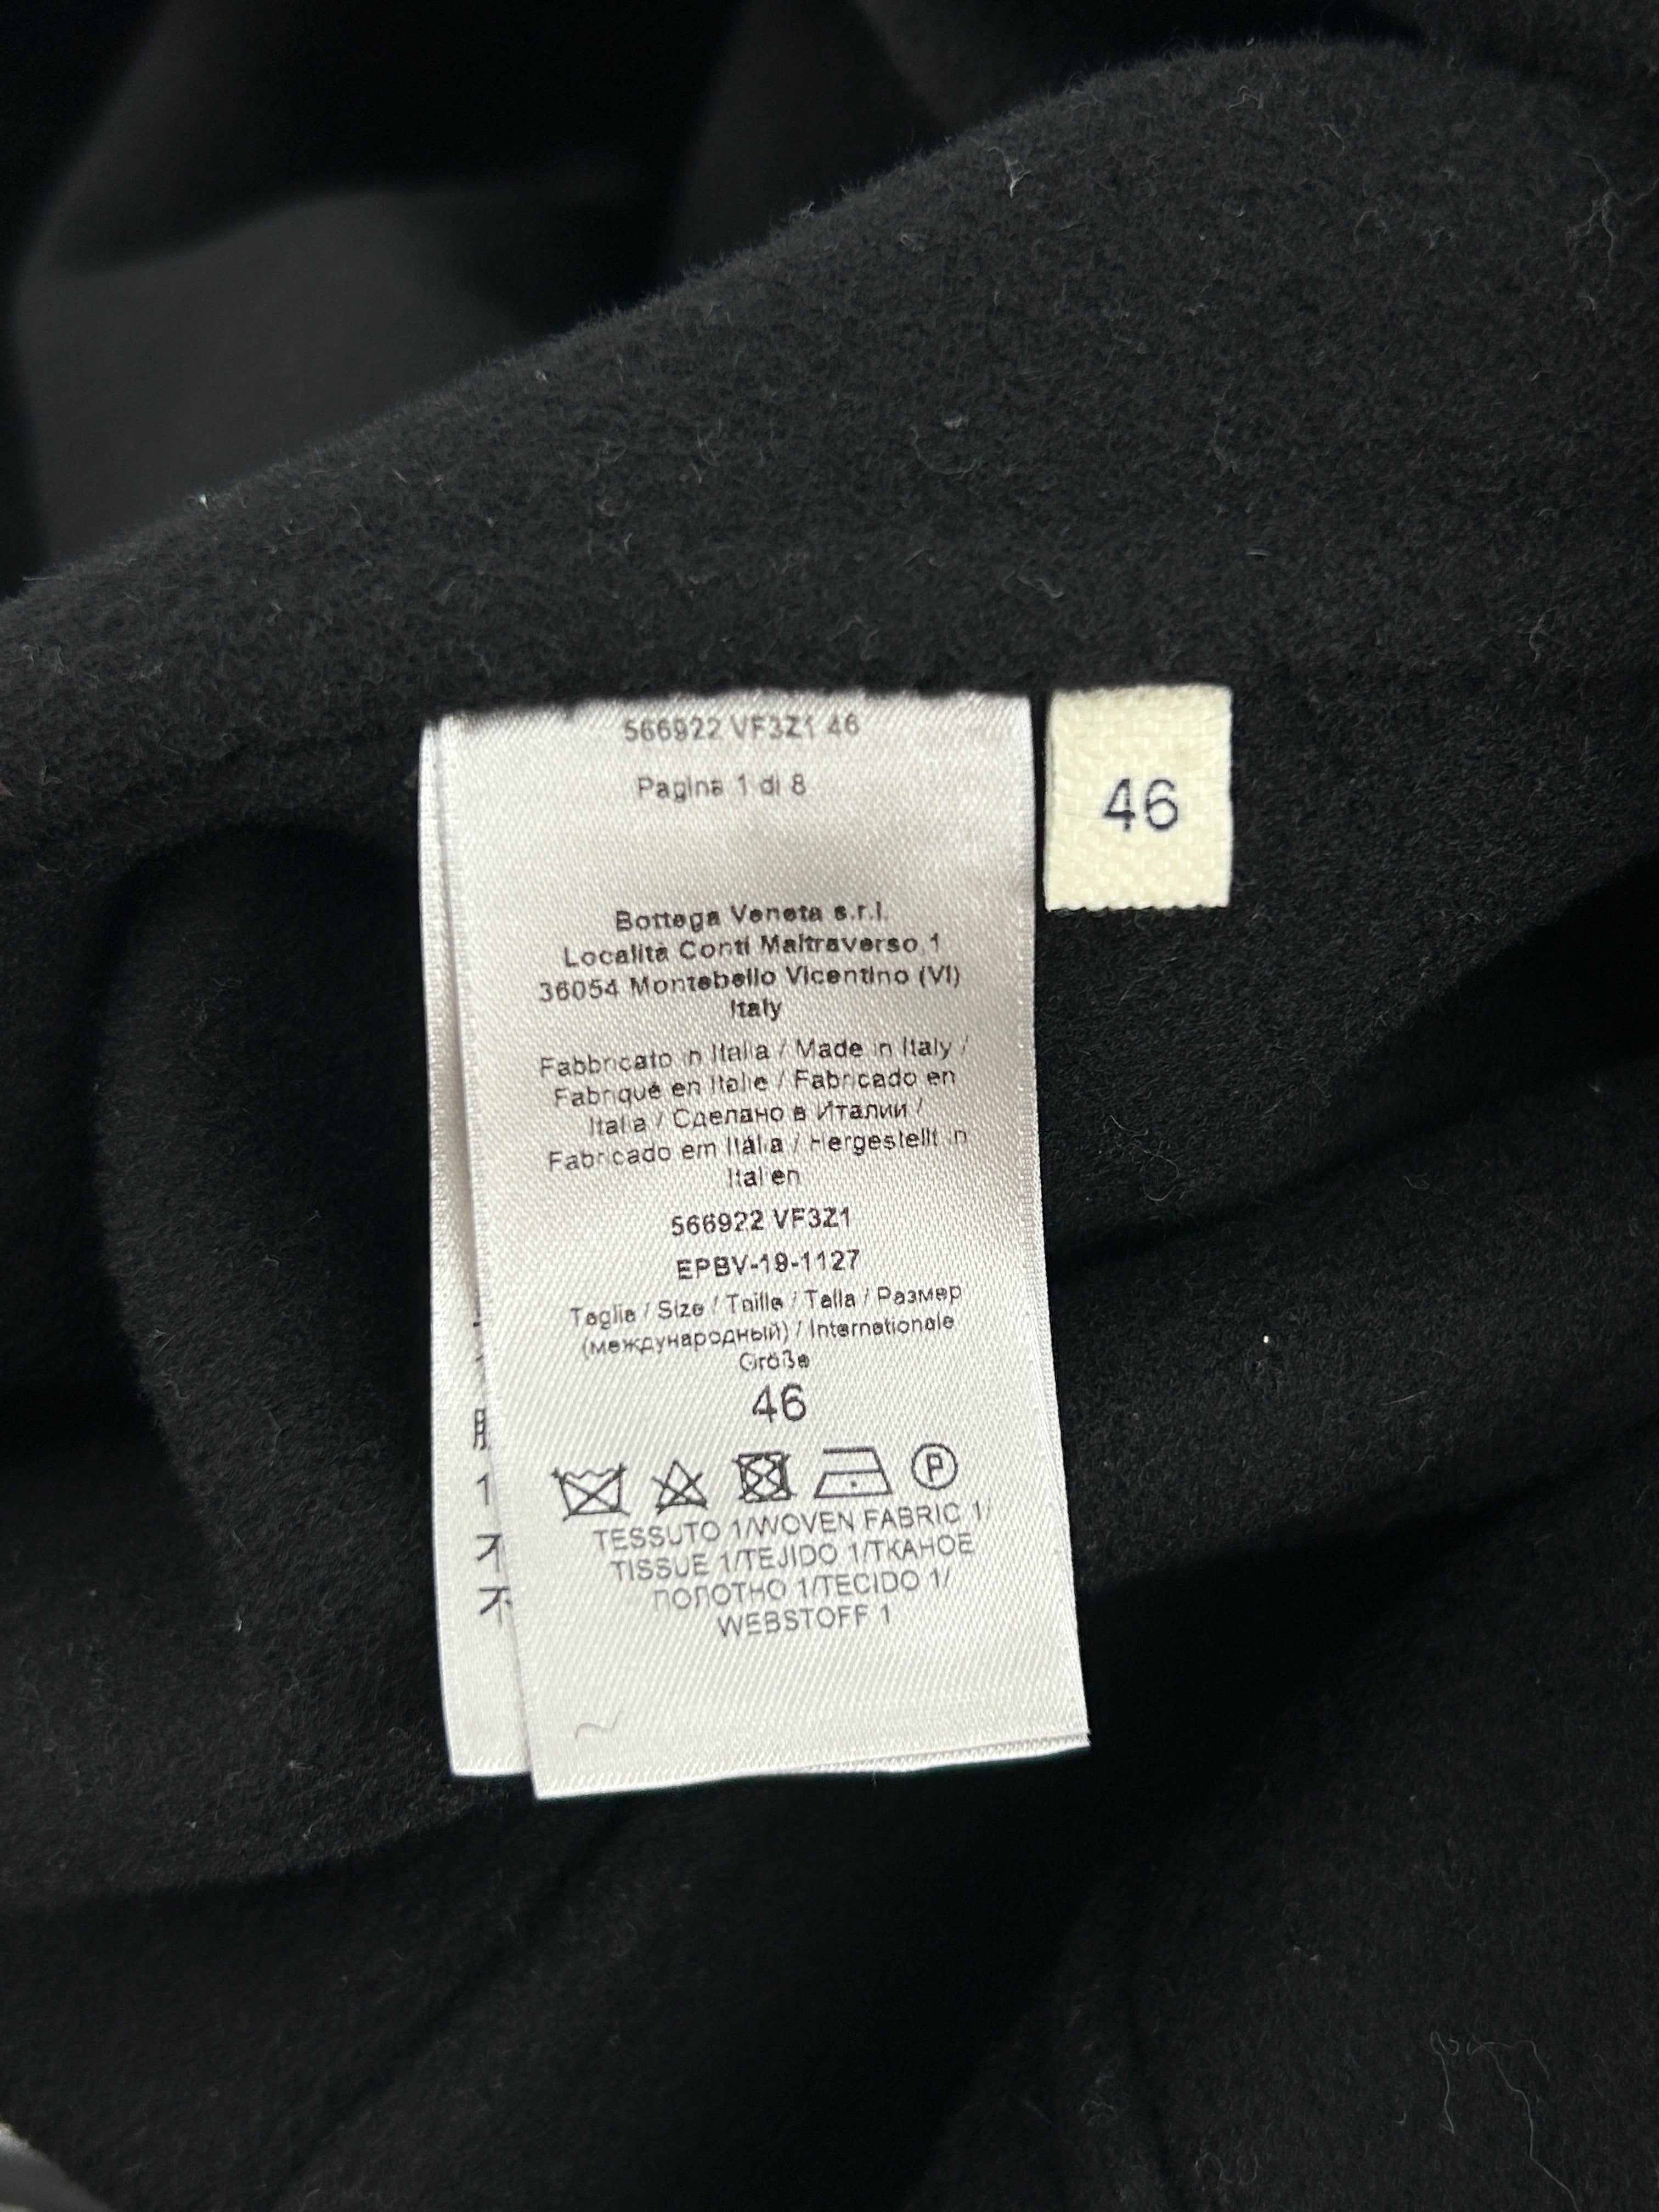 566922 VF3Z1 46
Pagina 1 di 8
46
Bottega Veneta s.r.l.
Località Conti Maltraverso,1
36054 Montebello Vicentino (VI)
Italy
Fabbricato in Italia / Made in Italy /
Fabriqué en Italie / Fabricado en
Italia / Сделано в Италии /
Fabricado em Itália / Hergestellt in
Italien
566922 VF3Z1
EPBV-19-1127
Taglia / Size / Taille / Talla / Размер
(международный) / Internationale
Größe
46
P
TESSUTO 1/WOVEN FABRIC 1/
TISSUE 1/TEJIDO 1/ТКАНОЕ
ПОЛОТНО 1/TECIDO 1/
WEBSTOFF 1